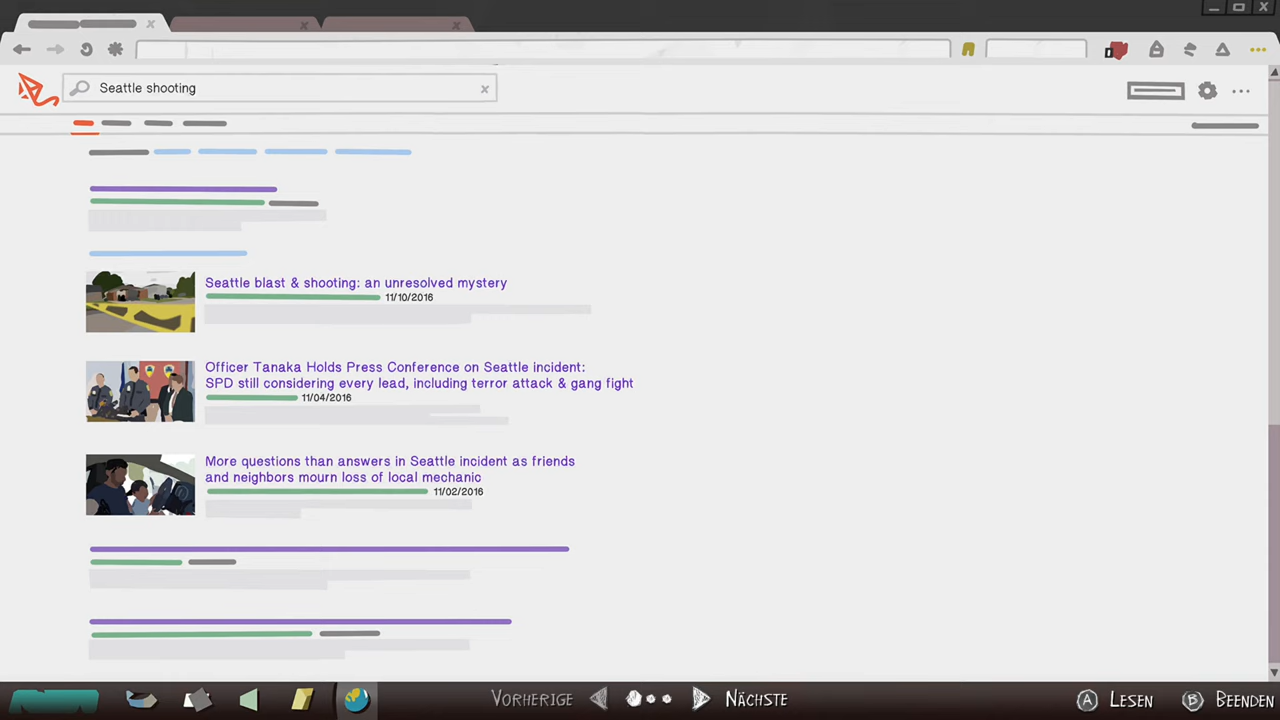 Seattle shooting
Seattle blast & shooting: an unresolved mystery
11/10/2016
Officer Tanaka Holds Press Conference on Seattle incident:
SPD still considering every lead, including terror attack & gang fight
11/04/2016
More questions than answers in Seattle incident as friends
and neighbors mourn loss of local mechanic
11/02/2016
VORHERIGE NÄCHSTE A LESEN B BEENDEN